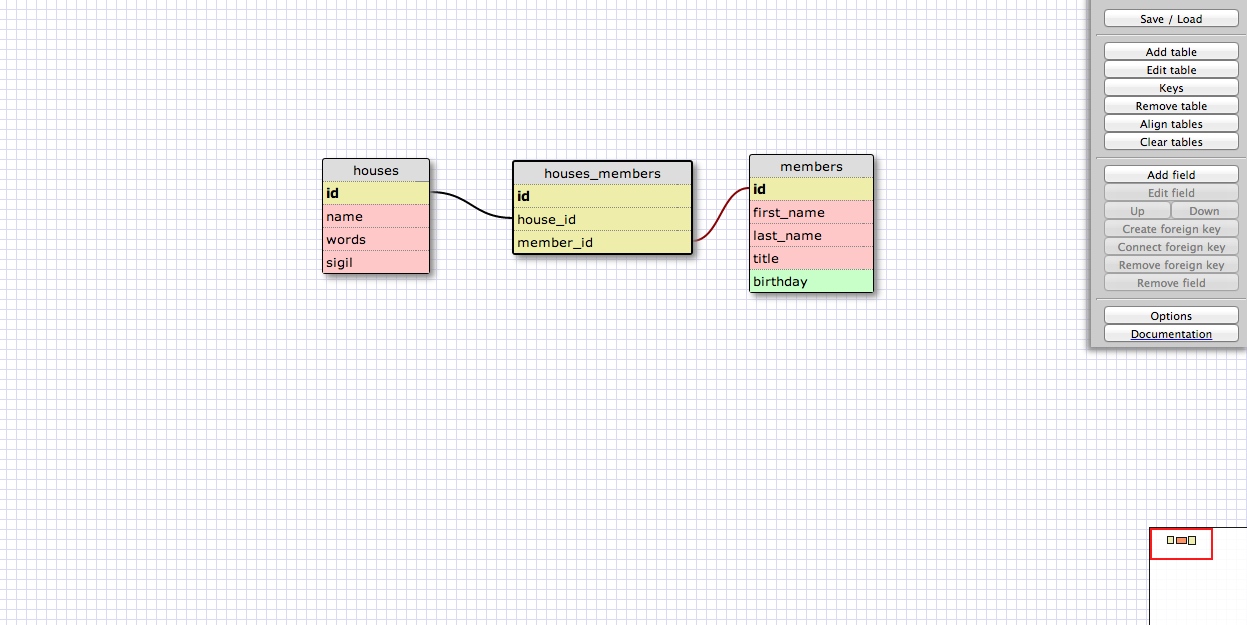 houses
id
name
words
sigil
houses_members
id
house_id
member_id
members
id
first_name
last_name
title
birthday
Save / Load
Add table
Edit table
Keys
Remove table
Align tables
Clear tables
Add field
Edit field
Up Down
Create foreign key
Connect foreign key
Remove foreign key
Remove field
Options
Documentation